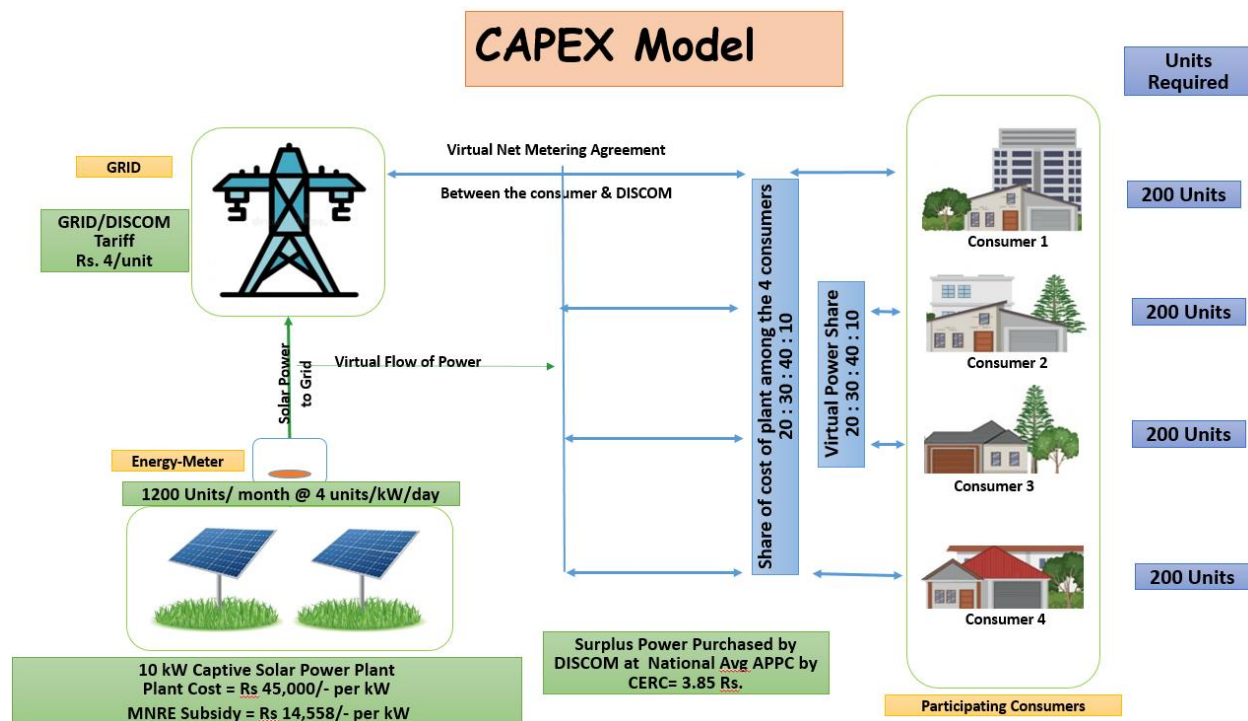 CAPEX Model
Units
Required
GRID
GRID/DISCOM
Tariff
Rs. 4/unit
Virtual Net Metering Agreement
Between the consumer & DISCOM
Solar Power
to Grid
Virtual Flow of Power
Energy-Meter
1200 Units/ month @ 4 units/kW/day
10 kW Captive Solar Power Plant
Plant Cost = Rs 45,000/- per kW
MNRE Subsidy = Rs 14,558/- per kW
Share of cost of plant among the 4 consumers
20 : 30 : 40 : 10
Virtual Power Share
20 : 30 : 40 : 10
Surplus Power Purchased by
DISCOM at National Avg APPC by
CERC= 3.85 Rs.
Consumer 1
200 Units
Consumer 2
200 Units
Consumer 3
200 Units
Consumer 4
200 Units
Participating Consumers